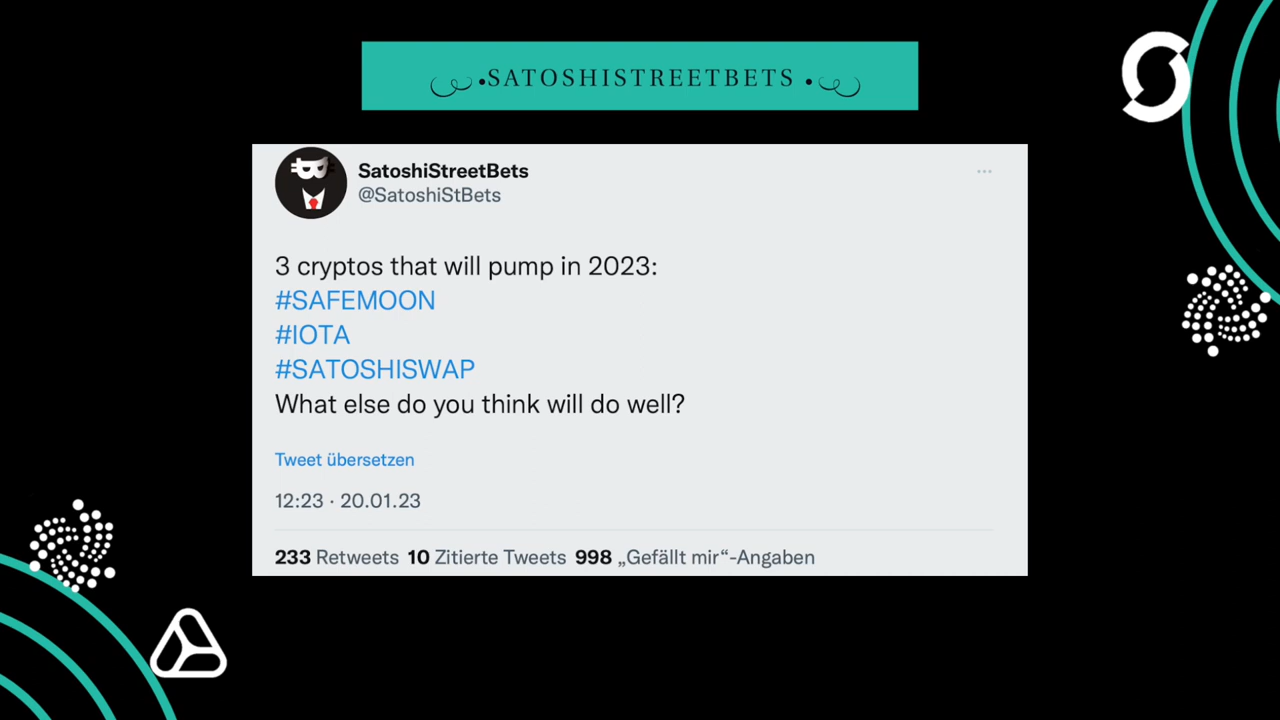 •SATOSHISTREETBETS •
SatoshiStreetBets
@SatoshiStBets
3 cryptos that will pump in 2023:
#SAFEMOON
#IOTA
#SATOSHISWAP
What else do you think will do well?
Tweet übersetzen
12:23 · 20.01.23
233 Retweets 10 Zitierte Tweets 998 „Gefällt mir“-Angaben